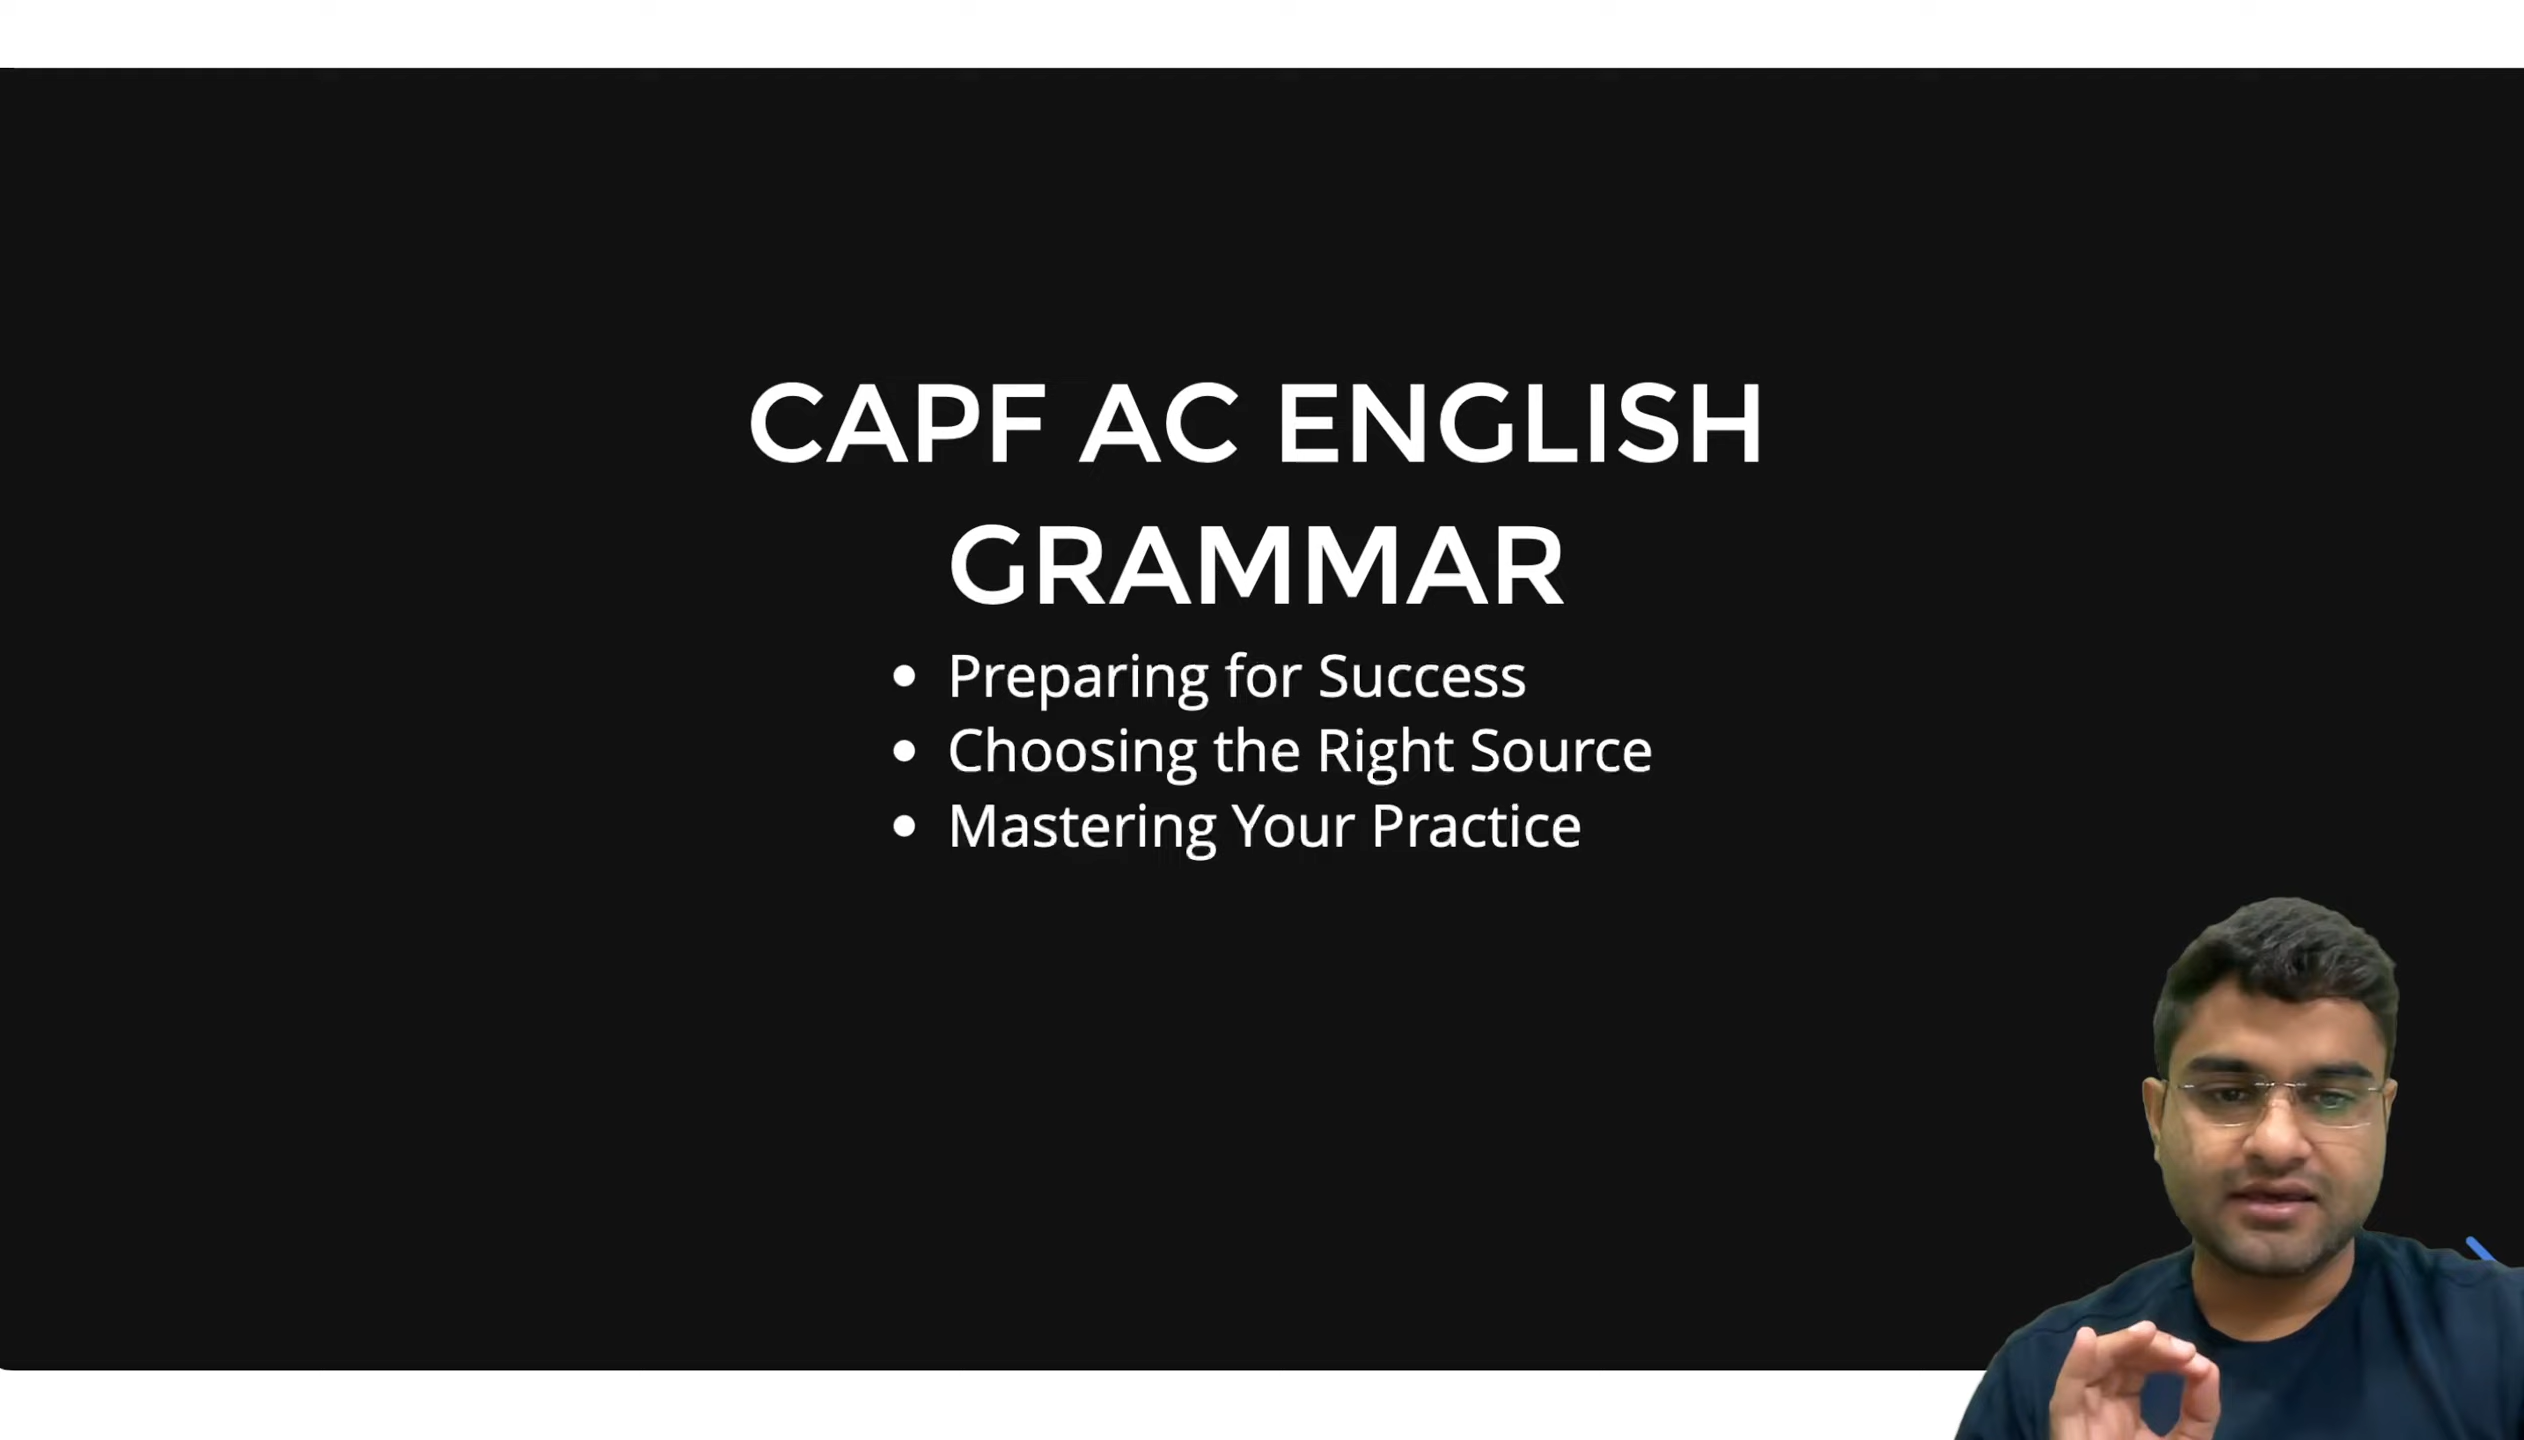 CAPF AC ENGLISH
GRAMMAR
• Preparing for Success
• Choosing the Right Source
• Mastering Your Practice